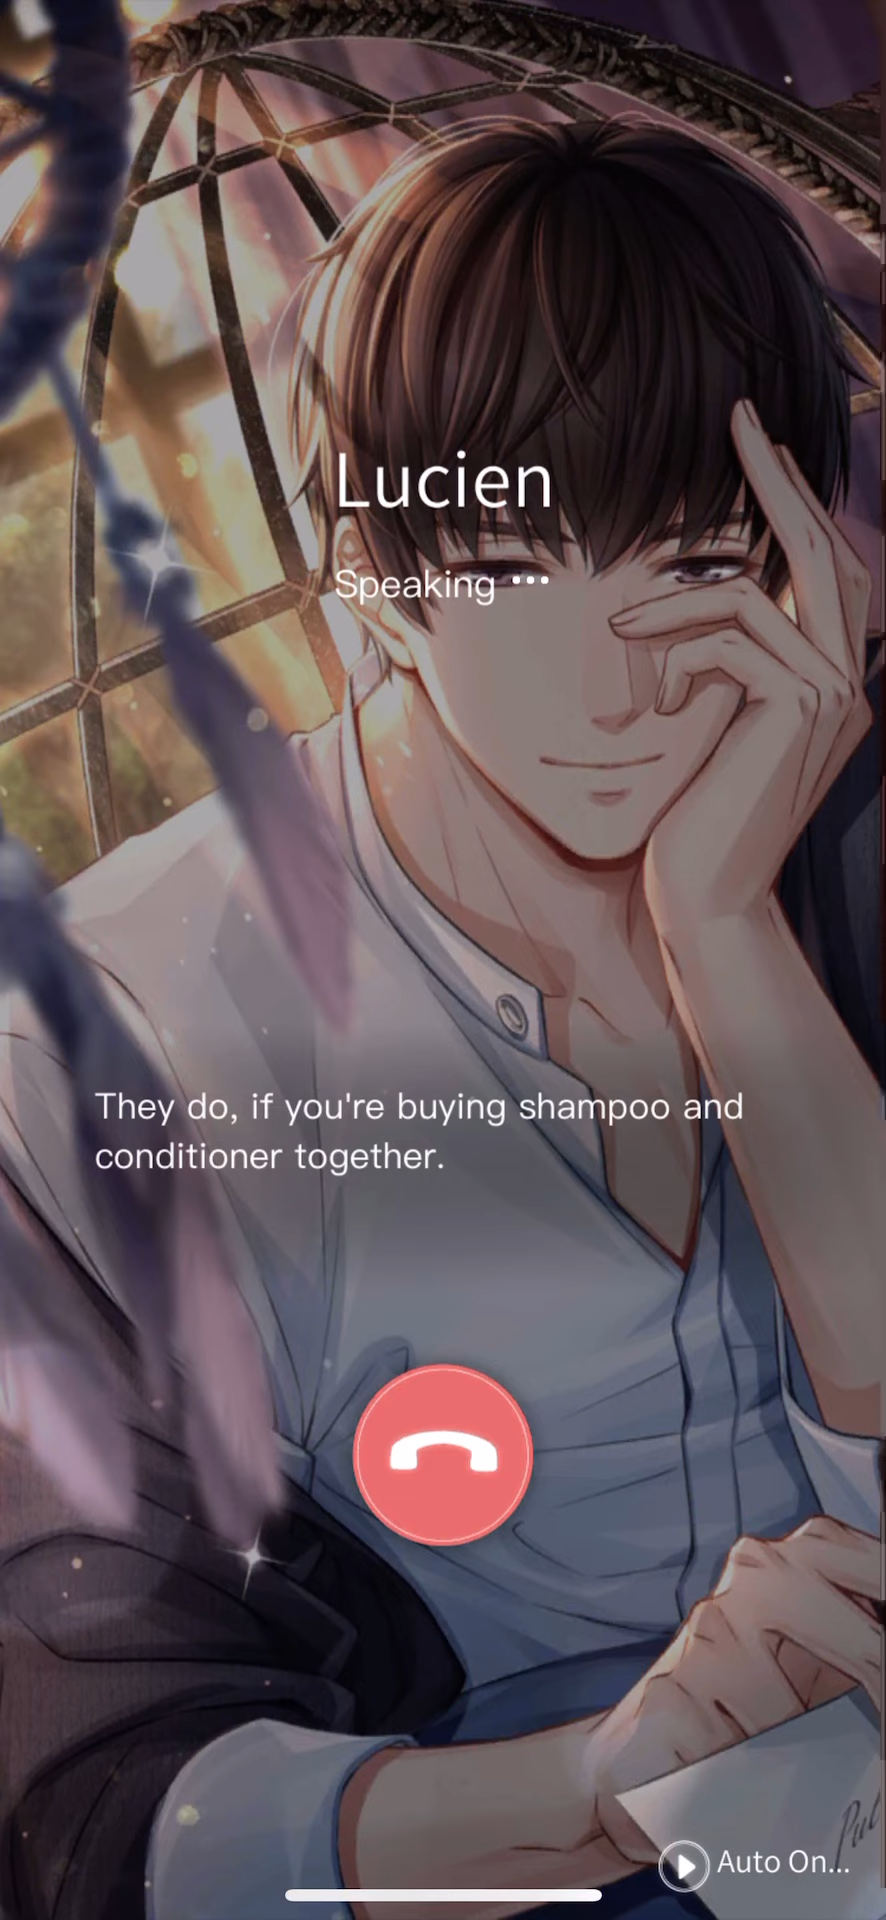 Lucien
Speaking •••
They do, if you're buying shampoo and
conditioner together.
Auto On...